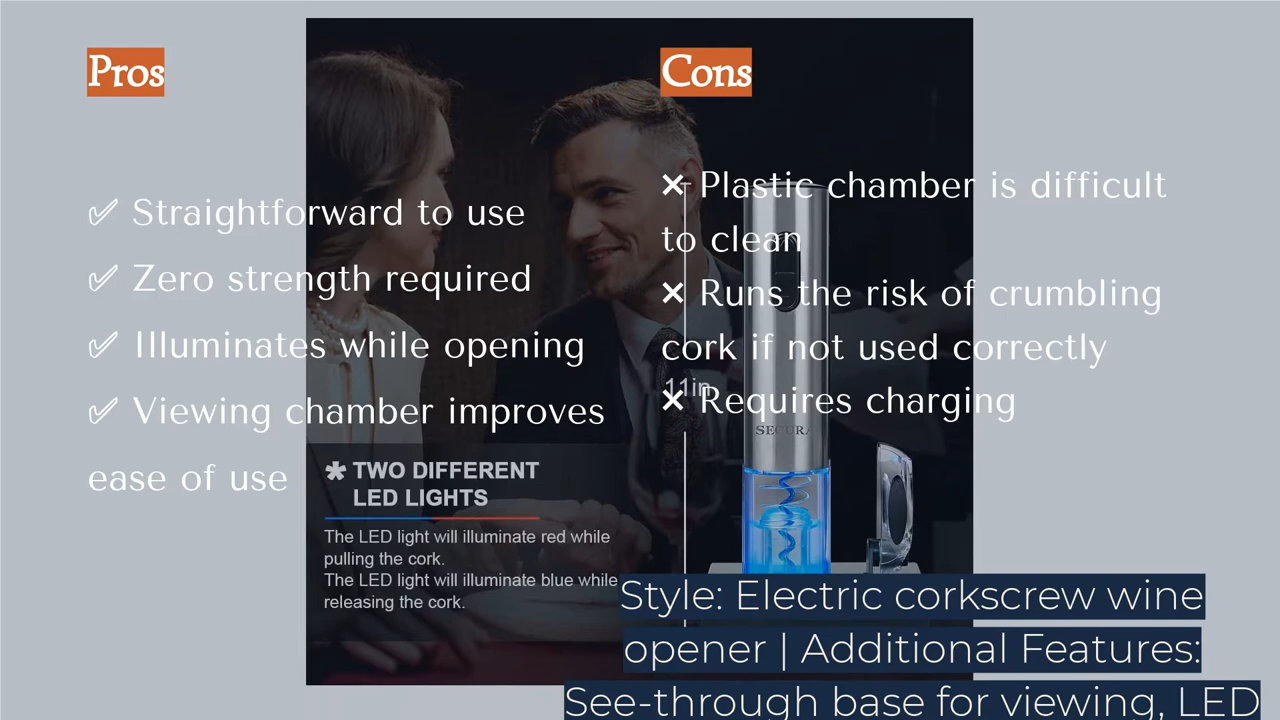 Pros
✅ Straightforward to use
✅ Zero strength required
✅ Illuminates while opening
✅ Viewing chamber improves
ease of use
Cons
❌ Plastic chamber is difficult
to clean
❌ Runs the risk of crumbling
cork if not used correctly
❌ Requires charging
11in
SECURA
* TWO DIFFERENT
LED LIGHTS
The LED light will illuminate red while
pulling the cork.
The LED light will illuminate blue while
releasing the cork.
Style: Electric corkscrew wine
opener | Additional Features:
See-through base for viewing, LED